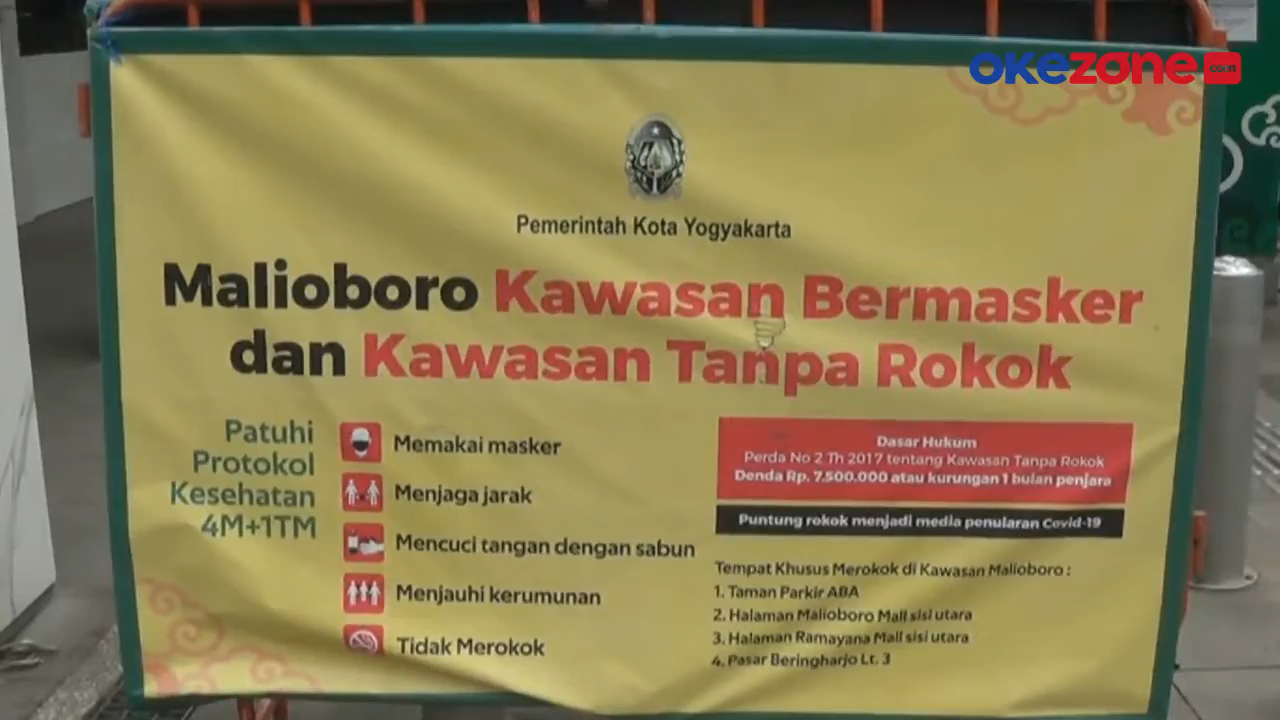 okezone.com
Pemerintah Kota Yogyakarta
Malioboro Kawasan Bermasker
dan Kawasan Tanpa Rokok
Patuhi
Protokol
Kesehatan
4M+1TM
Memakai masker
Menjaga jarak
Mencuci tangan dengan sabun
Menjauhi kerumunan
Tidak Merokok
Dasar Hukum
Perda No 2 Th 2017 tentang Kawasan Tanpa Rokok
Denda Rp. 7.500.000 atau kurungan 1 bulan penjara
Puntung rokok menjadi media penularan Covid-19
Tempat Khusus Merokok di Kawasan Malioboro :
1. Taman Parkir ABA
2. Halaman Malioboro Mall sisi utara
3. Halaman Ramayana Mall sisi utara
4. Pasar Beringharjo Lt. 3